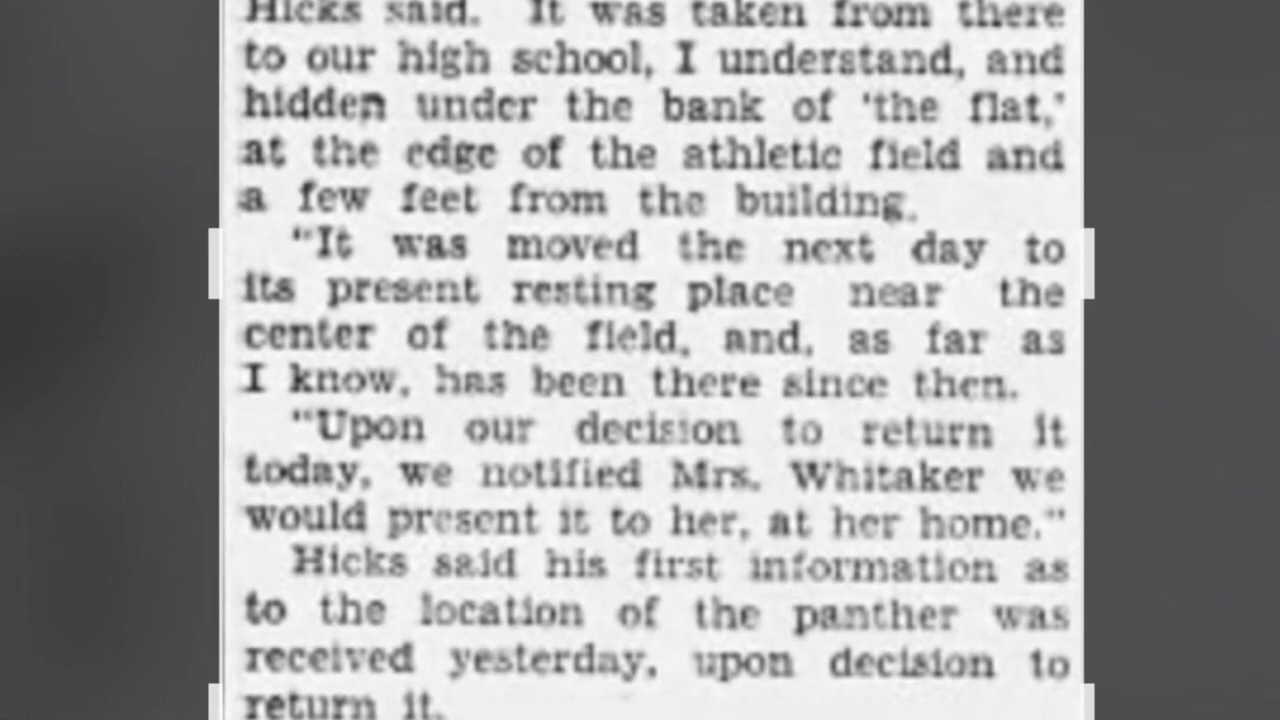 Hicks said. It was taken from there
to our high school, I understand, and
hidden under the bank of 'the flat,'
at the edge of the athletic field and
a few feet from the building.
"It was moved the next day to
its present resting place near the
center of the field, and, as far as
I know, has been there since then.
"Upon our decision to return it
today, we notified Mrs. Whitaker we
would present it to her, at her home."
Hicks said his first information as
to the location of the panther was
received yesterday, upon decision to
return it.